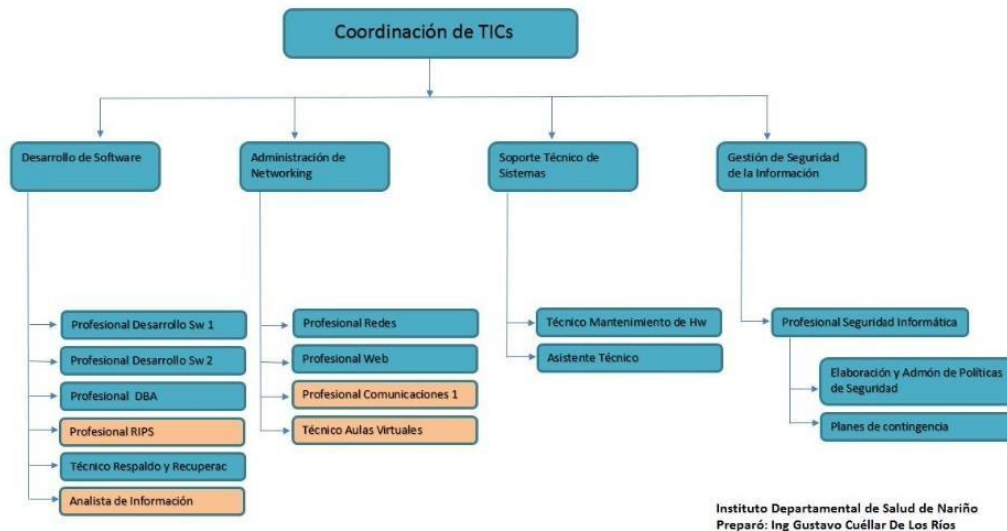 Coordinación de TICs
Desarrollo de Software
Administración de
Networking
Soporte Técnico de
Sistemas
Gestión de Seguridad
de la Información
Profesional Desarrollo Sw 1
Profesional Desarrollo Sw 2
Profesional DBA
Profesional RIPS
Técnico Respaldo y Recuperac
Analista de Información
Profesional Redes
Profesional Web
Profesional Comunicaciones 1
Técnico Aulas Virtuales
Técnico Mantenimiento de Hw
Asistente Técnico
Profesional Seguridad Informática
Elaboración y Admón de Políticas
de Seguridad
Planes de contingencia
Instituto Departamental de Salud de Nariño
Preparó: Ing Gustavo Cuéllar De Los Ríos